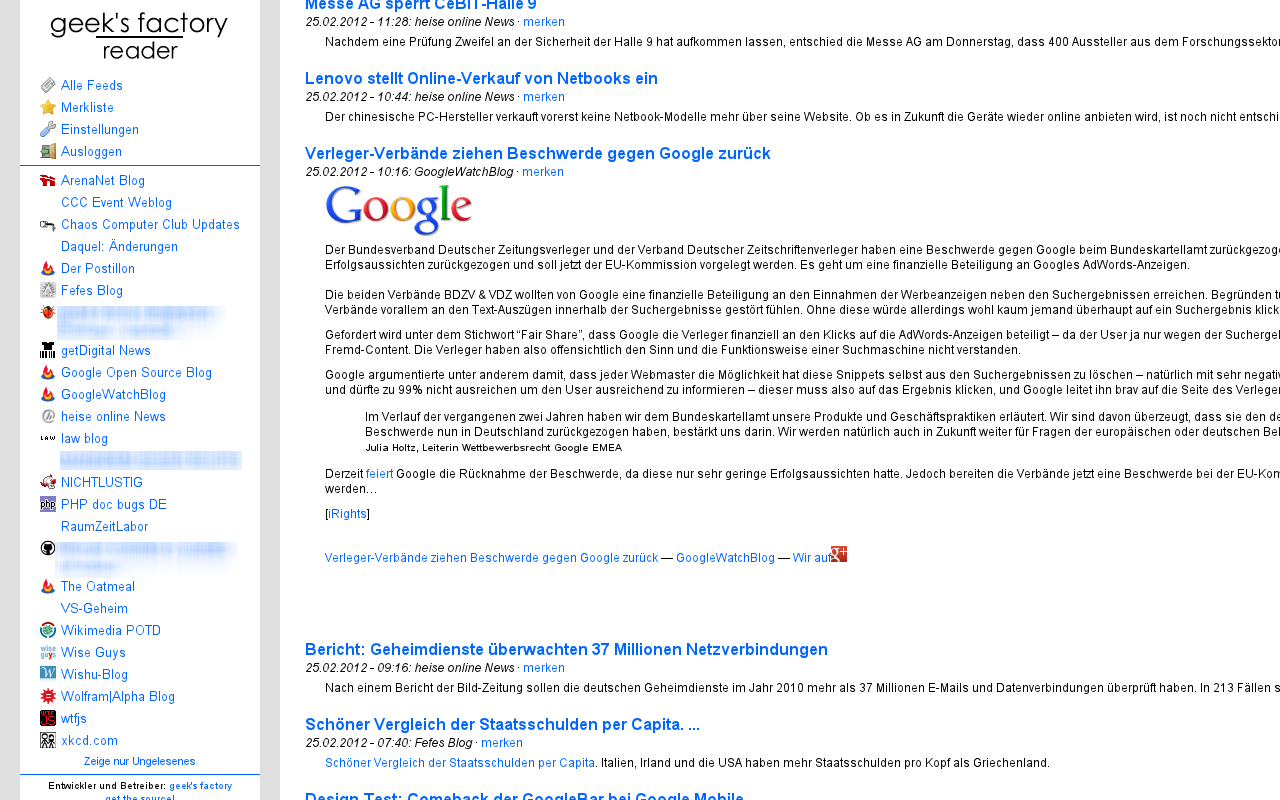 geek's factory
reader
Alle Feeds
Merkliste
Einstellungen
Ausloggen
ArenaNet Blog
CCC Event Weblog
Chaos Computer Club Updates
Daquel: Änderungen
Der Postillon
Fefes Blog
getDigital News
Google Open Source Blog
GoogleWatchBlog
heise online News
LAW law blog
NICHTLUSTIG
php PHP doc bugs DE
RaumZeitLabor
The Oatmeal
VS-Geheim
Wikimedia POTD
wise guys Wise Guys
W Wishu-Blog
Wolfram|Alpha Blog
wtfjs
xkcd.com
Zeige nur Ungelesenes
Entwickler und Betreiber: geek's factory
get the source!
Messe AG sperrt CeBIT-Halle 9
25.02.2012 - 11:28: heise online News · merken
Nachdem eine Prüfung Zweifel an der Sicherheit der Halle 9 hat aufkommen lassen, entschied die Messe AG am Donnerstag, dass 400 Aussteller aus dem Forschungssektor
Lenovo stellt Online-Verkauf von Netbooks ein
25.02.2012 - 10:44: heise online News · merken
Der chinesische PC-Hersteller verkauft vorerst keine Netbook-Modelle mehr über seine Website. Ob es in Zukunft die Geräte wieder online anbieten wird, ist noch nicht entschi
Verleger-Verbände ziehen Beschwerde gegen Google zurück
25.02.2012 - 10:16: GoogleWatchBlog · merken
Google
Der Bundesverband Deutscher Zeitungsverleger und der Verband Deutscher Zeitschriftenverleger haben eine Beschwerde gegen Google beim Bundeskartellamt zurückgezoge
Erfolgsaussichten zurückgezogen und soll jetzt der EU-Kommission vorgelegt werden. Es geht um eine finanzielle Beteiligung an Googles AdWords-Anzeigen.
Die beiden Verbände BDZV & VDZ wollten von Google eine finanzielle Beteiligung an den Einnahmen der Werbeanzeigen neben den Suchergebnissen erreichen. Begründen tu
Verbände vorallem an den Text-Auszügen innerhalb der Suchergebnisse gestört fühlen. Ohne diese würde allerdings wohl kaum jemand überhaupt auf ein Suchergebnis klick
Gefordert wird unter dem Stichwort “Fair Share”, dass Google die Verleger finanziell an den Klicks auf die AdWords-Anzeigen beteiligt – da der User ja nur wegen der Suchergel
Fremd-Content. Die Verleger haben also offensichtlich den Sinn und die Funktionsweise einer Suchmaschine nicht verstanden.
Google argumentierte unter anderem damit, dass jeder Webmaster die Möglichkeit hat diese Snippets selbst aus den Suchergebnissen zu löschen – natürlich mit sehr negativ
und dürfte zu 99% nicht ausreichen um den User ausreichend zu informieren – dieser muss also auf das Ergebnis klicken, und Google leitet ihn brav auf die Seite des Verleger
Im Verlauf der vergangenen zwei Jahren haben wir dem Bundeskartellamt unsere Produkte und Geschäftspraktiken erläutert. Wir sind davon überzeugt, dass sie den de
Beschwerde nun in Deutschland zurückgezogen haben, bestärkt uns darin. Wir werden natürlich auch in Zukunft weiter für Fragen der europäischen oder deutschen Bel
Julia Holtz, Leiterin Wettbewerbsrecht Google EMEA
Derzeit feiert Google die Rücknahme der Beschwerde, da diese nur sehr geringe Erfolgsaussichten hatte. Jedoch bereiten die Verbände jetzt eine Beschwerde bei der EU-Kom
werden…
[iRights]
Verleger-Verbände ziehen Beschwerde gegen Google zurück — GoogleWatchBlog — Wir auf g+
Bericht: Geheimdienste überwachten 37 Millionen Netzverbindungen
25.02.2012 - 09:16: heise online News · merken
Nach einem Bericht der Bild-Zeitung sollen die deutschen Geheimdienste im Jahr 2010 mehr als 37 Millionen E-Mails und Datenverbindungen überprüft haben. In 213 Fällen s
Schöner Vergleich der Staatsschulden per Capita. ...
25.02.2012 - 07:40: Fefes Blog · merken
Schöner Vergleich der Staatsschulden per Capita. Italien, Irland und die USA haben mehr Staatsschulden pro Kopf als Griechenland.
Design Test: Comeback der GoogleBar bei Google Mobile